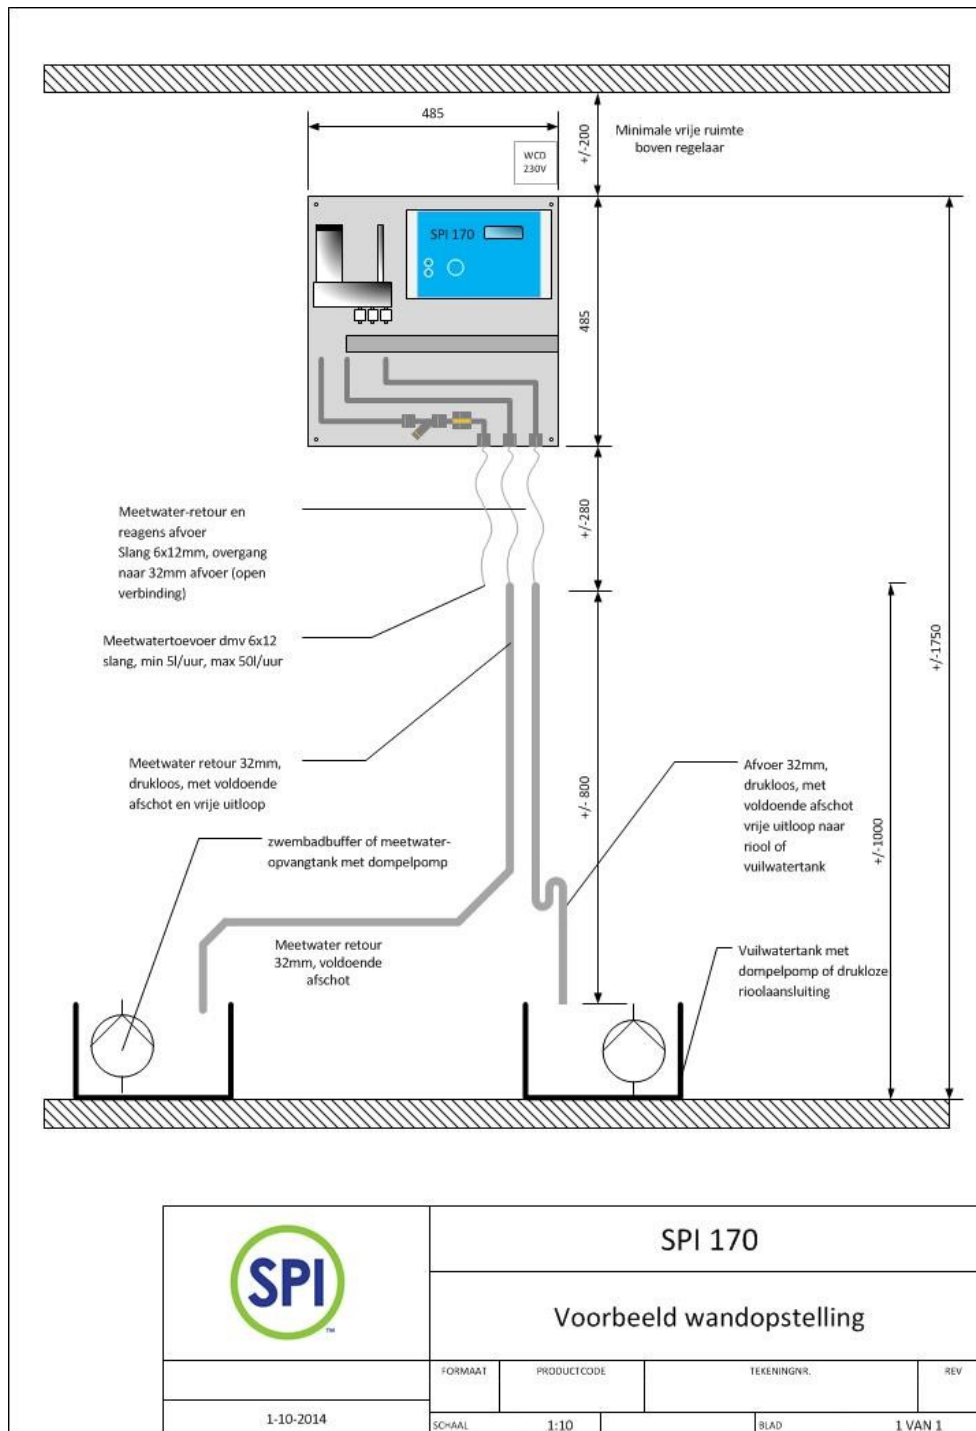 485
+/-200
Minimale vrije ruimte
boven regelaar
WCD
230V
SPI 170
485
+/-280
Meetwater-retour en
reagens afvoer
Slang 6x12mm, overgang
naar 32mm afvoer (open
verbinding)
Meetwatertoevoer dmv 6x12
slang, min 5l/uur, max 50l/uur
+/-1750
Meetwater retour 32mm,
drukloos, met voldoende
afschot en vrije uitloop
+/- 800
Afvoer 32mm,
drukloos, met
voldoende afschot
vrije uitloop naar
riool of
vuilwatertank
+/-1000
zwembadbuffer of meetwater-
opvangtank met dompelpomp
Meetwater retour
32mm, voldoende
afschot
Vuilwatertank met
dompelpomp of drukloze
rioolaansluiting
SPI
TM
SPI 170
Voorbeeld wandopstelling
FORMAAT PRODUCTCODE TEKENINGNR. REV
1-10-2014
SCHAAL 1:10 BLAD 1 VAN 1